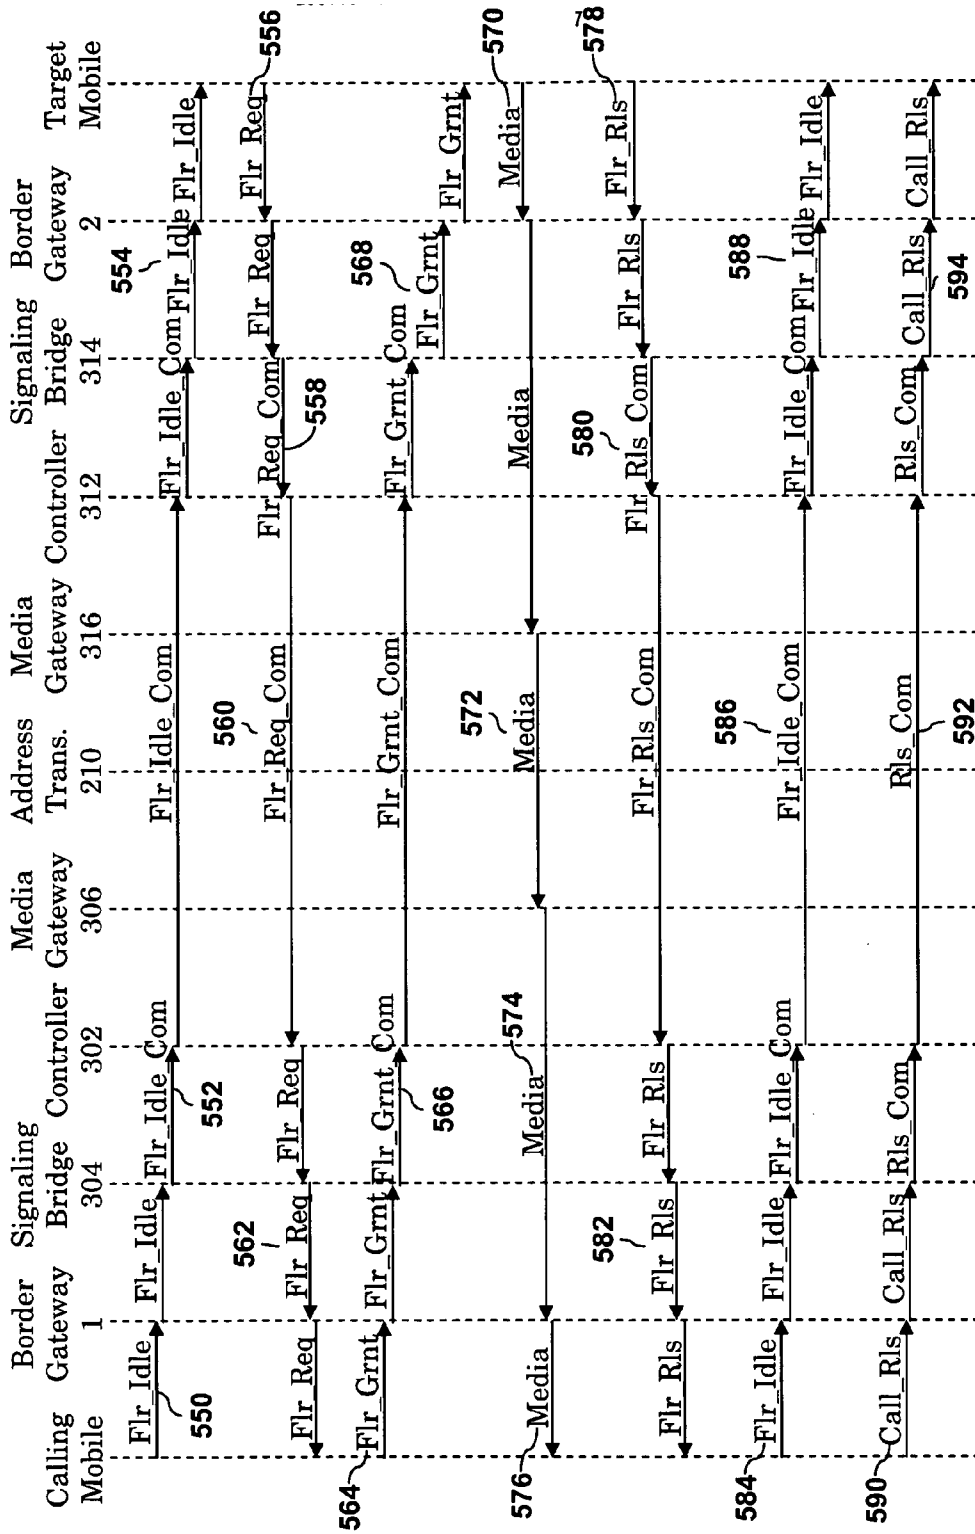 Border Signaling Media Address Media Signaling Border
Calling Gateway Bridge Controller Gateway Trans. Gateway Controller Bridge Gateway Target
Mobile 1 304 302 306 210 316 312 314 2 Mobile
554
Flr_Idle Flr_Idle Flr_Idle_Com Flr_Idle_Com Flr_Idle_Com Flr_Idle Flr_Idle
550 552
560 556
Flr_Req Flr_Req Flr_Req Flr_Req_Com Flr_Req_Com Flr_Req Flr_Req
562 558
568
564 Flr_Grnt Flr_Grnt Flr_Grnt_Com Flr_Grnt_Com Flr_Grnt_Com Flr_Grnt Flr_Grnt
566
574 572 570
576 Media Media Media Media Media
582 580 578
Flr_Rls Flr_Rls Flr_Rls Flr_Rls_Com Flr_Rls_Com Flr_Rls Flr_Rls
586 588
584 Flr_Idle Flr_Idle Flr_Idle_Com Flr_Idle_Com Flr_Idle_Com Flr_Idle Flr_Idle
590 Call_Rls Call_Rls Rls_Com Rls_Com Rls_Com Call_Rls Call_Rls
592 594